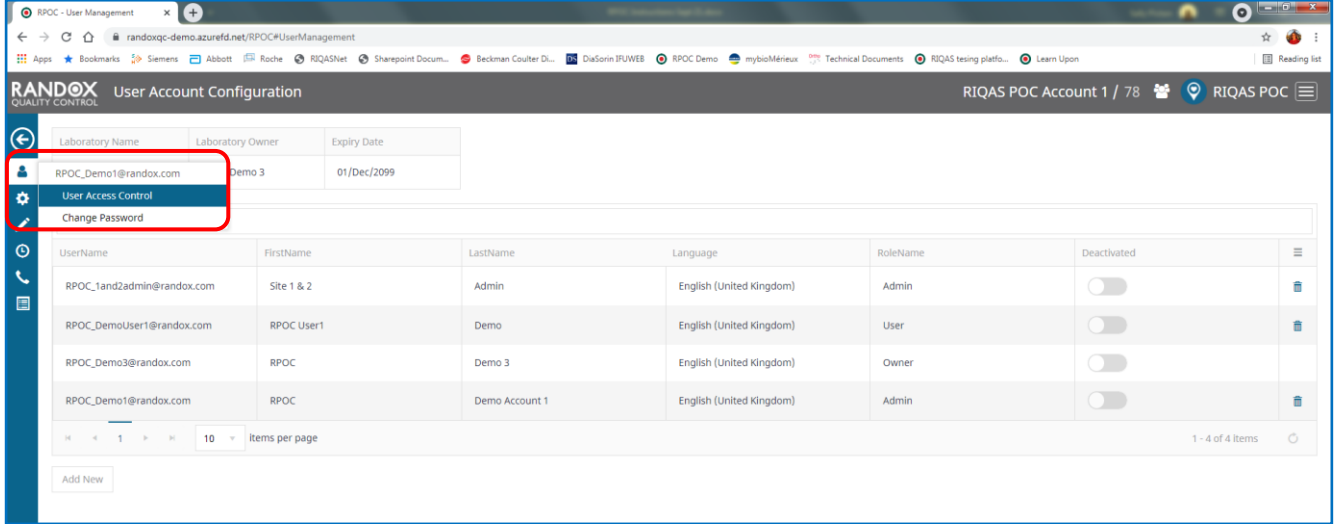 RPOC - User Management
randoxqc-demo.azurefd.net/RPOC#UserManagement
Apps Bookmarks Siemens Abbott Roche RIQASNet Sharepoint Docum... Beckman Coulter Di... DiaSorin IFUWEB RPOC Demo mybioMérieux Technical Documents RIQAS tesing platfo... Learn Upon Reading list
RANDOX
QUALITY CONTROL
User Account Configuration
RIQAS POC Account 1 / 78 RIQAS POC
Laboratory Name Laboratory Owner Expiry Date
RPOC_Demo1@randox.com Demo 3 01/Dec/2099
User Access Control
Change Password
UserName FirstName LastName Language RoleName Deactivated
RPOC_1and2admin@randox.com Site 1 & 2 Admin English (United Kingdom) Admin
RPOC_DemoUser1@randox.com RPOC User1 Demo English (United Kingdom) User
RPOC_Demo3@randox.com RPOC Demo 3 English (United Kingdom) Owner
RPOC_Demo1@randox.com RPOC Demo Account 1 English (United Kingdom) Admin
1 10 items per page 1 - 4 of 4 items
Add New